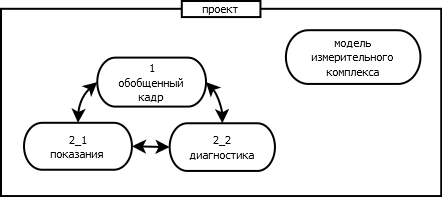 проект
модель
измерительного
комплекса
1
обобщенный
кадр
2_1
показания
2_2
диагностика